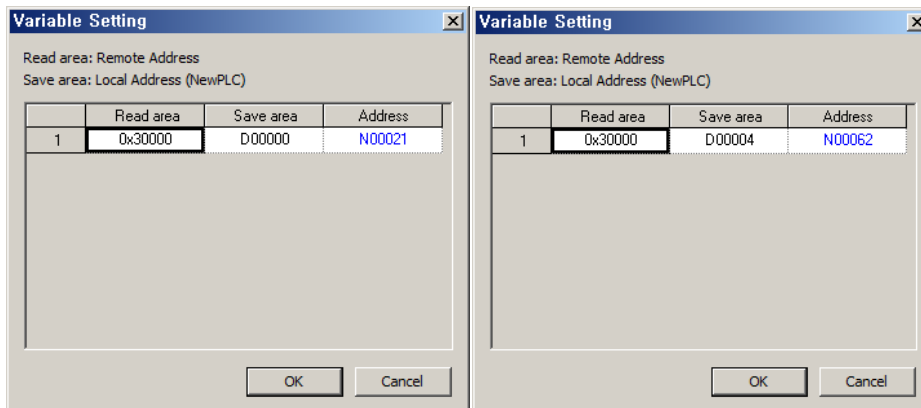 Variable Setting
Read area: Remote Address
Save area: Local Address (NewPLC)
Read area Save area Address
1 0x30000 D00000 N00021
OK Cancel
Variable Setting
Read area: Remote Address
Save area: Local Address (NewPLC)
Read area Save area Address
1 0x30000 D00004 N00062
OK Cancel